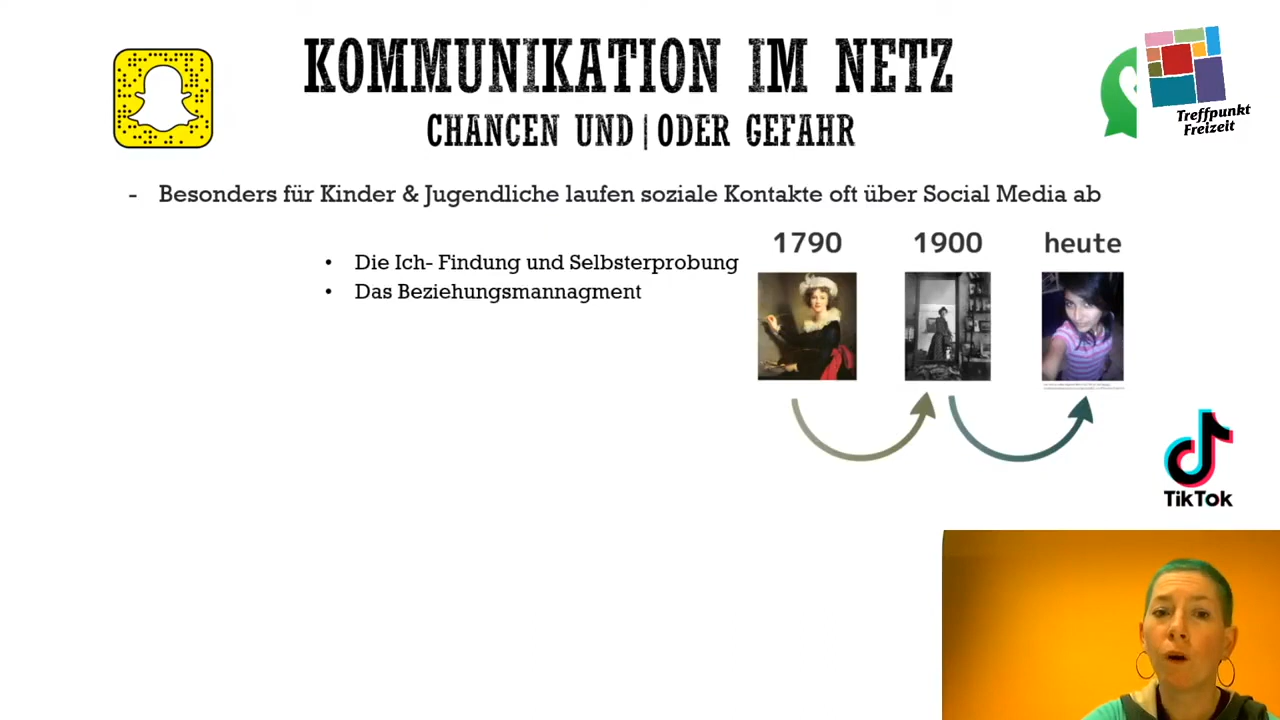 KOMMUNIKATION IM NETZ
CHANCEN UND|ODER GEFAHR
Treffpunkt
Freizeit
- Besonders für Kinder & Jugendliche laufen soziale Kontakte oft über Social Media ab
1790 1900 heute
• Die Ich- Findung und Selbsterprobung
• Das Beziehungsmannagment
TikTok